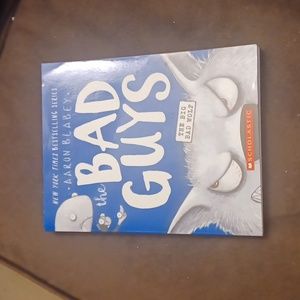 NEW YORK TIMES BESTSELLING SERIES
AARON BLABEY
the BAD
GUYS
THE BIG
BAD WOLF
SCHOLASTIC